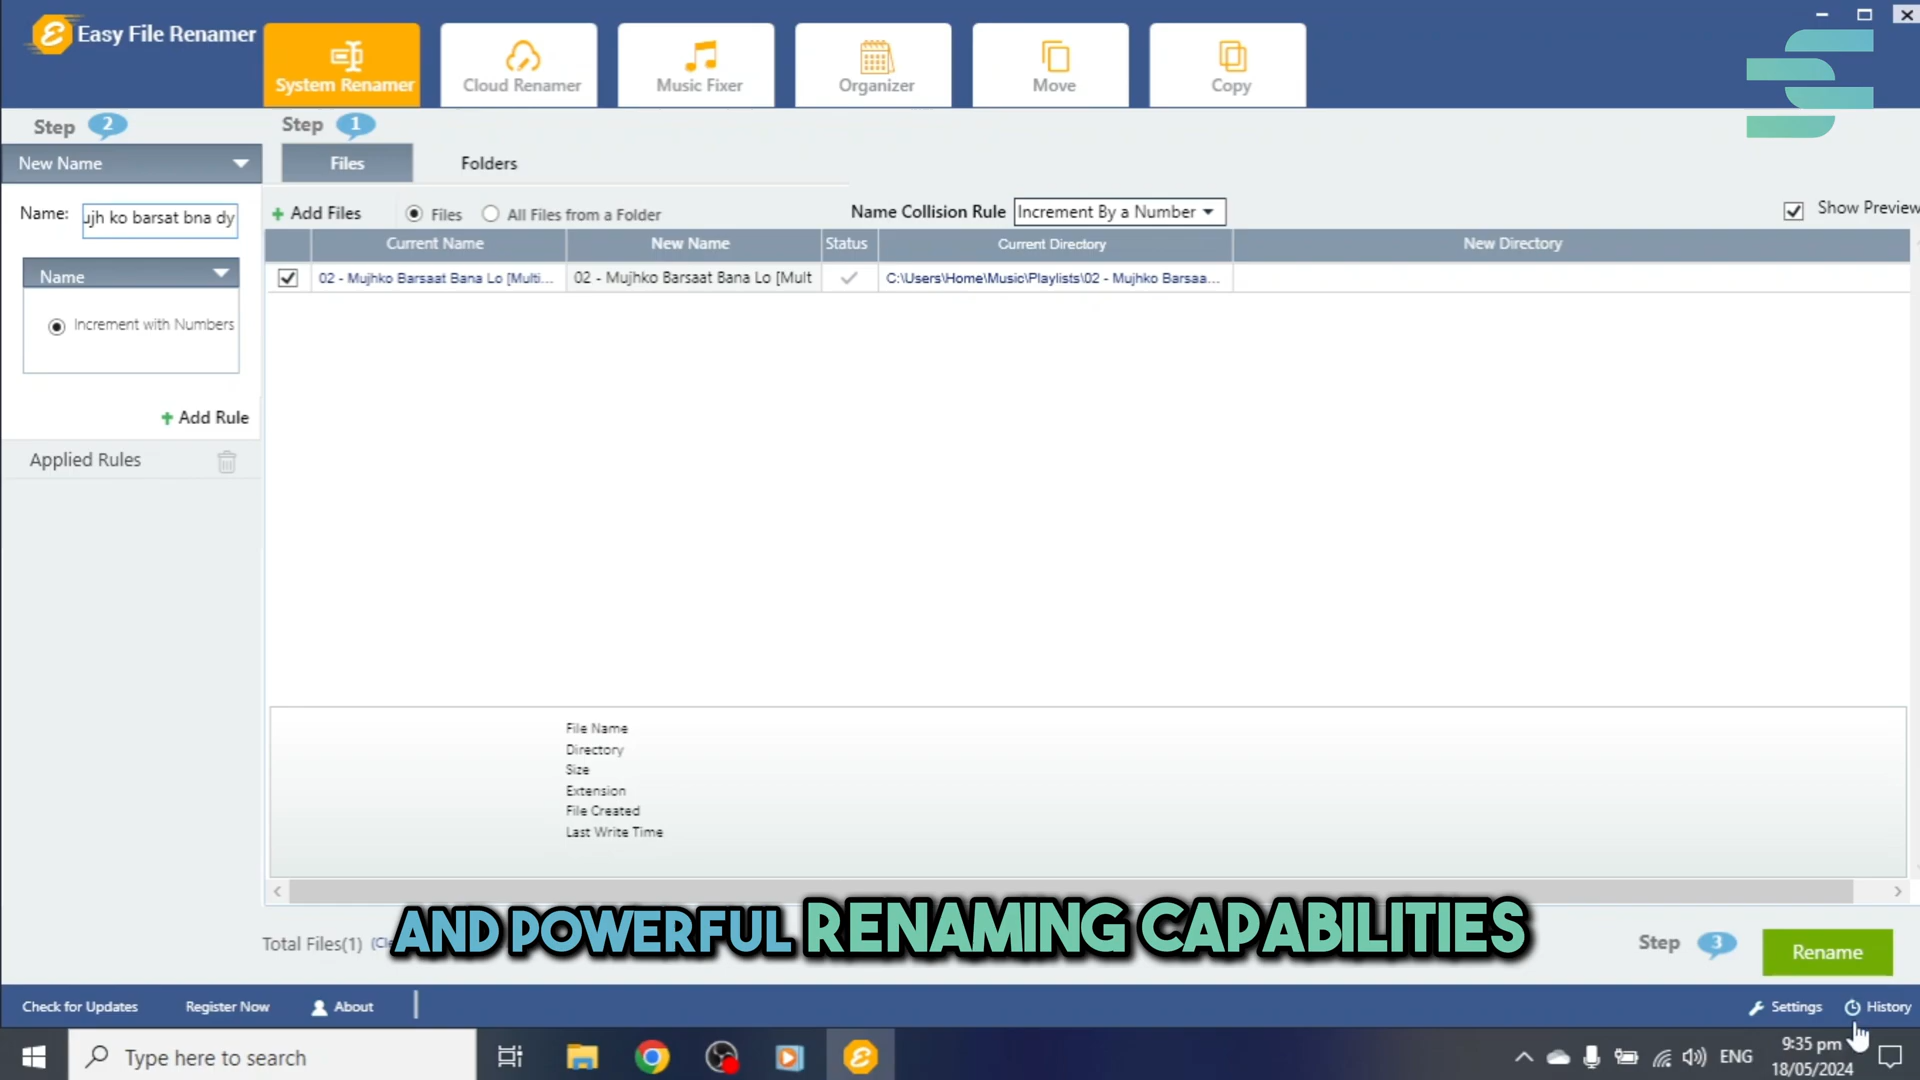 Easy File Renamer
System Renamer
Cloud Renamer
Music Fixer
Organizer
Move
Copy
Step 2
Step 1
New Name
Files
Folders
Name: ujh ko barsat bna dy
+ Add Files
Files
All Files from a Folder
Name Collision Rule
Increment By a Number
Show Preview
Current Name
New Name
Status
Current Directory
New Directory
02 - Mujhko Barsaat Bana Lo [Multi...
02 - Mujhko Barsaat Bana Lo [Mult
C:\Users\Home\Music\Playlists\02 - Mujhko Barsaa...
Name
Increment with Numbers
+ Add Rule
Applied Rules
File Name
Directory
Size
Extension
File Created
Last Write Time
Total Files(1)
AND POWERFUL RENAMING CAPABILITIES
Step 3
Rename
Check for Updates
Register Now
About
Settings
History
Type here to search
ENG
9:35 pm
18/05/2024